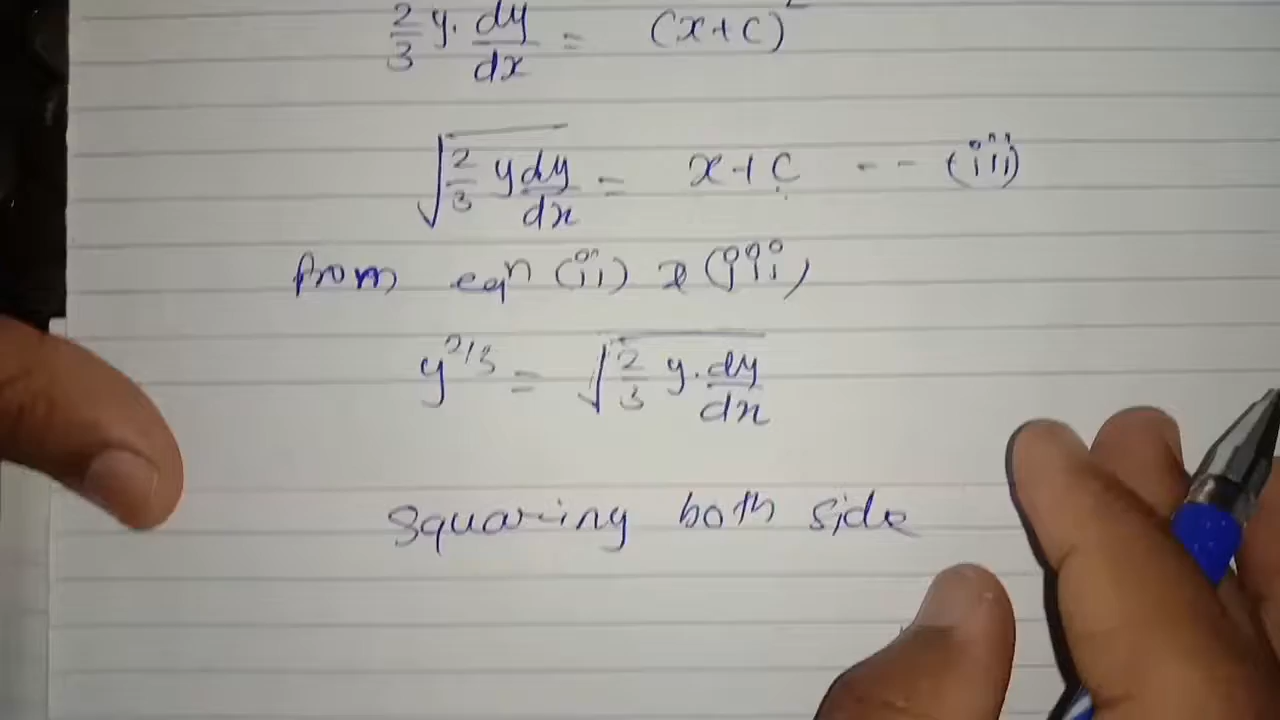 2/3 y. dy/dx = (x+c)²
√(2/3 y dy/dx) = x+c -- (iii)
from eqⁿ (ii) & (iii)
y^2/3 = √(2/3 y. dy/dx)
Squaring both side